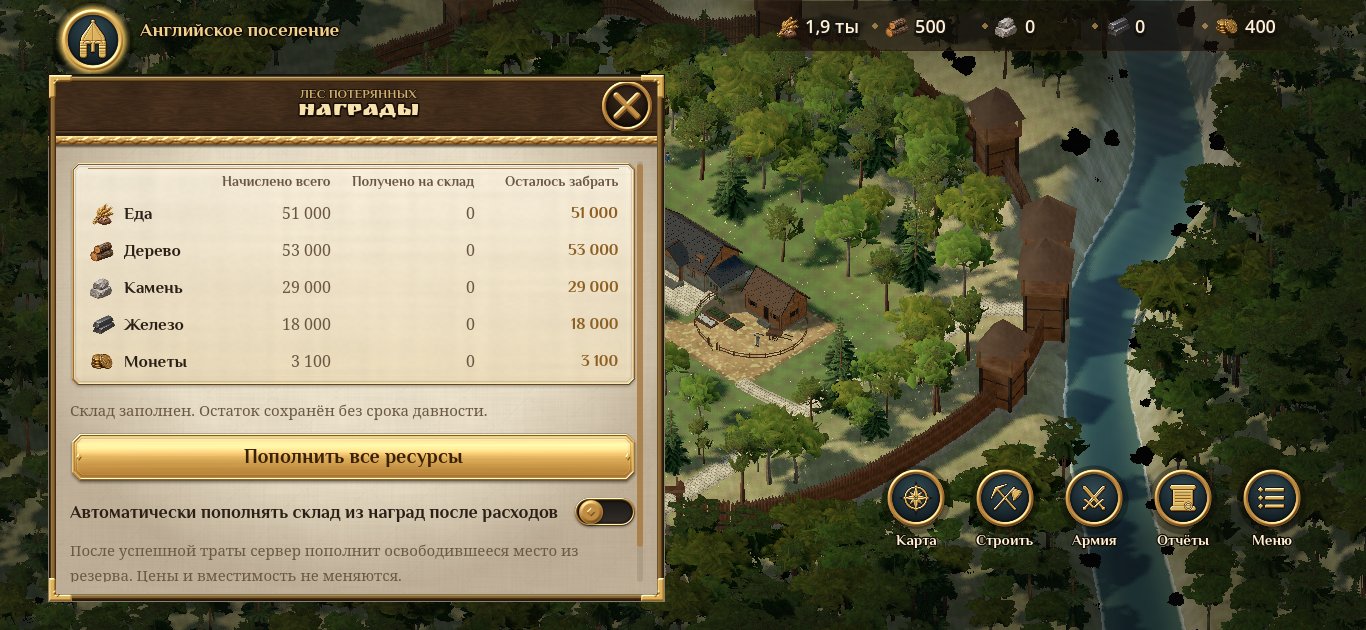 Английское поселение
1,9 ты
500
0
0
400
ЛЕС ПОТЕРЯННЫХ
НАГРАДЫ
Начислено всего Получено на склад Осталось забрать
Еда 51 000 0 51 000
Дерево 53 000 0 53 000
Камень 29 000 0 29 000
Железо 18 000 0 18 000
Монеты 3 100 0 3 100
Склад заполнен. Остаток сохранён без срока давности.
Пополнить все ресурсы
Автоматически пополнять склад из наград после расходов
После успешной траты сервер пополнит освободившееся место из
резерва. Цены и вместимость не меняются.
Карта
Строить
Армия
Отчёты
Меню